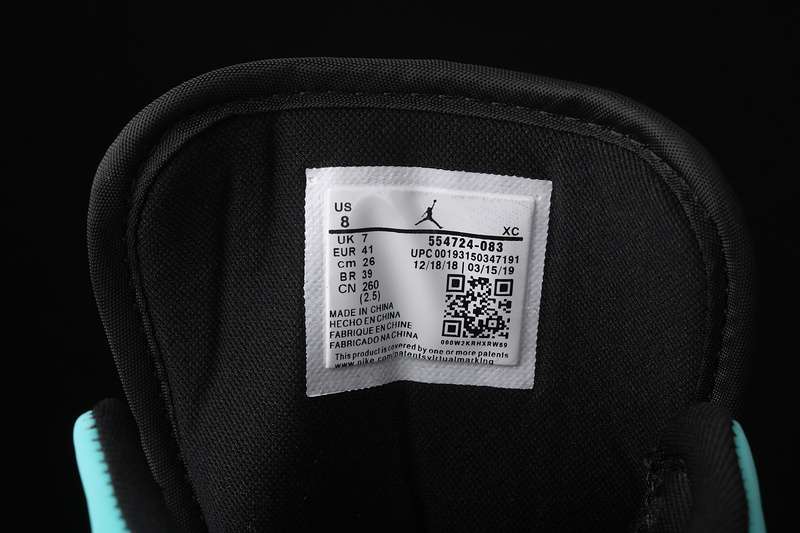 US
8
XC
UK 7
EUR 41
cm 26
BR 39
CN 260
(2.5)
554724-083
UPC 00193150347191
12/18/18 | 03/15/19
MADE IN CHINA
HECHO EN CHINA
FABRIQUE EN CHINE
FABRICADO NA CHINA
000W2KRHXRW69
This product is covered by one or more patents
www.nike.com/patentsvirtualmarking